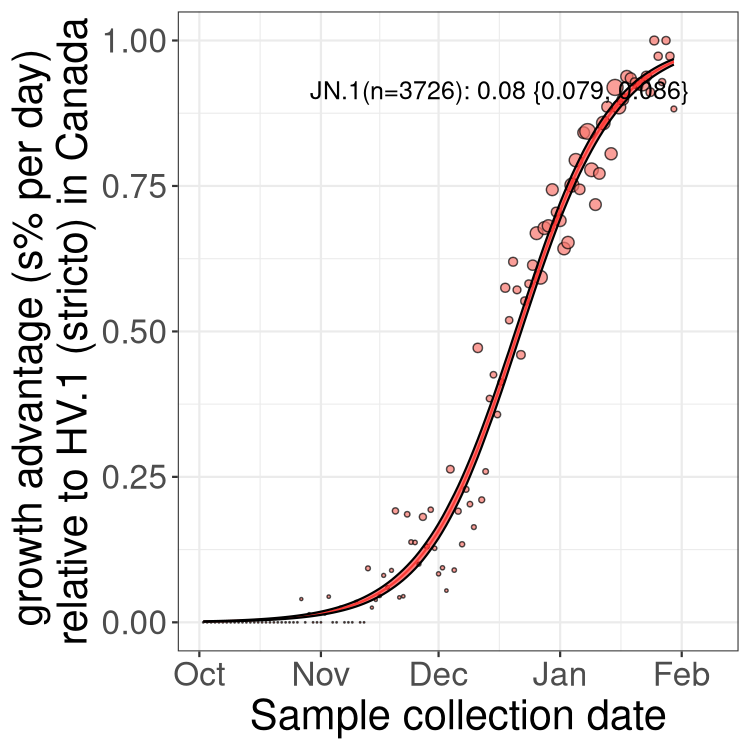 growth advantage (s% per day)
relative to HV.1 (stricto) in Canada
1.00
0.75
0.50
0.25
0.00
JN.1(n=3726): 0.08 {0.079, 0.086}
Oct Nov Dec Jan Feb
Sample collection date